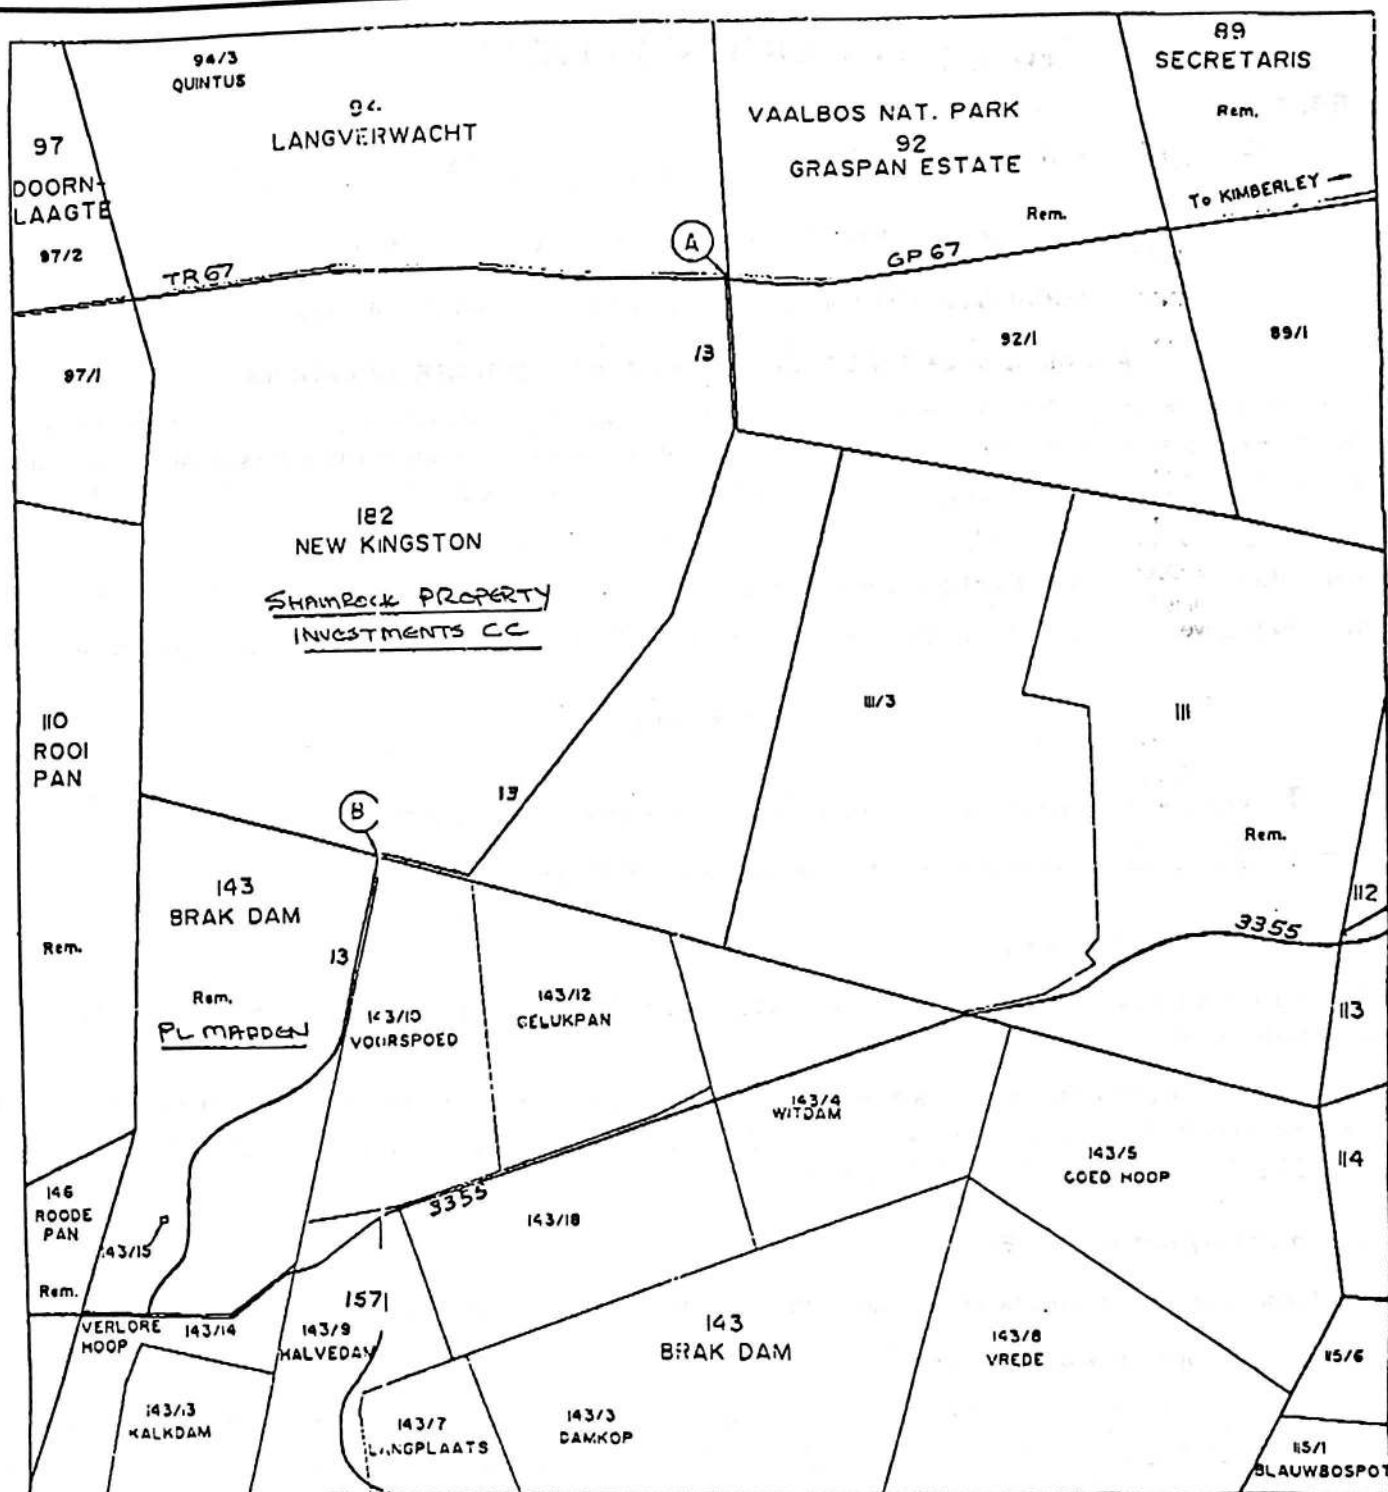 94/3
QUINTUS
94
LANGVERWACHT
VAALBOS NAT. PARK
92
GRASPAN ESTATE
Rem.
89
SECRETARIS
Rem.
To KIMBERLEY
97
DOORN-
LAAGTE
97/2
TR 67
A
GP 67
97/1
13
92/1
89/1
182
NEW KINGSTON
SHAMROCK PROPERTY
INVESTMENTS CC
110
ROOI
PAN
Rem.
111/3
111
Rem.
13
B
143
BRAK DAM
13
Rem.
PL MADDEN
143/10
VOORSPOED
143/12
GELUKPAN
112
3355
113
143/4
WITDAM
143/5
GOED HOOP
114
146
ROODE
PAN
Rem.
143/15
3355
143/18
VERLORE
HOOP
143/14
143/9
HALVEDAM
157
143
BRAK DAM
143/8
VREDE
115/6
143/13
KALKDAM
143/7
LANGPLAATS
143/3
DAMKOP
115/1
BLAUWBOSPOT